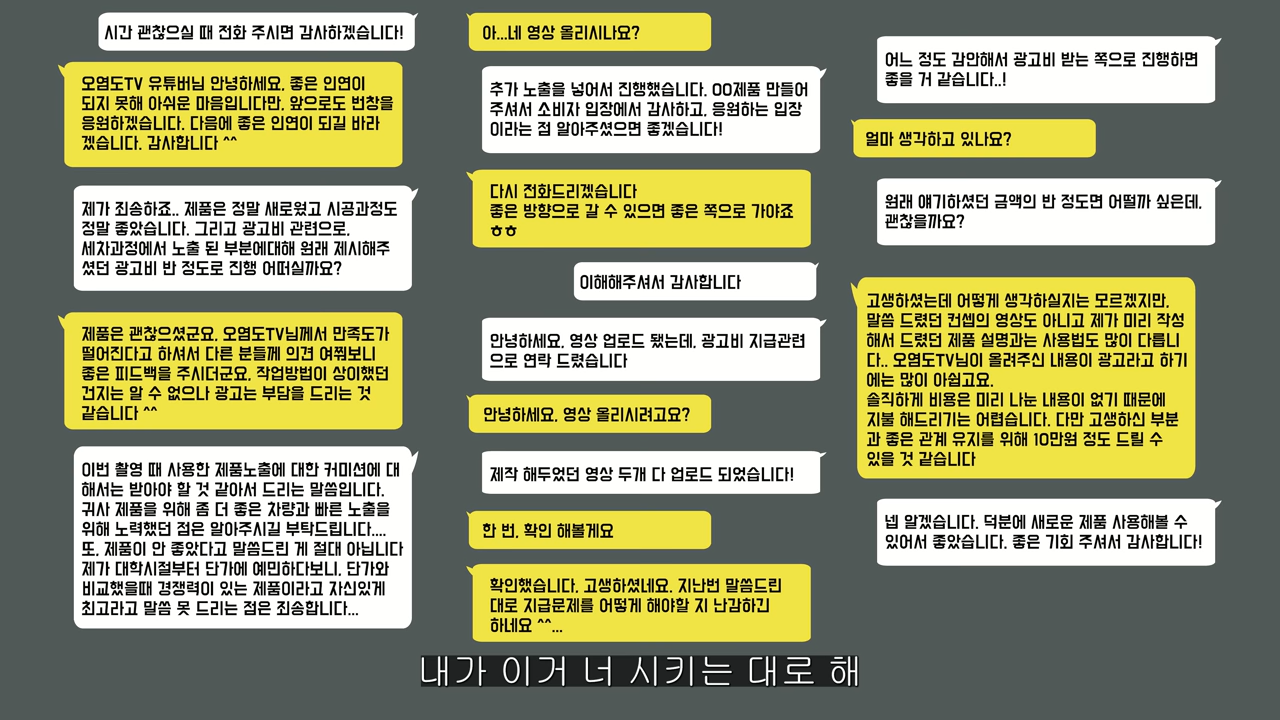 시간 괜찮으실 때 전화 주시면 감사하겠습니다!
오염도TV 유튜버님 안녕하세요, 좋은 인연이
되지 못해 아쉬운 마음입니다만, 앞으로도 번창을
응원하겠습니다. 다음에 좋은 인연이 되길 바라
겠습니다. 감사합니다 ^^
제가 죄송하죠.. 제품은 정말 새로웠고 시공과정도
정말 좋았습니다. 그리고 광고비 관련으로,
세차과정에서 노출 된 부분에대해 원래 제시해주
셨던 광고비 반 정도로 진행 어떠실까요?
제품은 괜찮으셨군요, 오염도TV님께서 만족도가
떨어진다고 하셔서 다른 분들께 의견 여쭤보니
좋은 피드백을 주시더군요, 작업방법이 상이했던
건지는 알 수 없으나 광고는 부담을 드리는 것
같습니다 ^^
이번 촬영 때 사용한 제품노출에 대한 커미션에 대
해서는 받아야 할 것 같아서 드리는 말씀입니다.
귀사 제품을 위해 좀 더 좋은 차량과 빠른 노출을
위해 노력했던 점은 알아주시길 부탁드립니다....
또, 제품이 안 좋았다고 말씀드린 게 절대 아닙니다
제가 대학시절부터 단가에 예민하다보니, 단가와
비교했을때 경쟁력이 있는 제품이라고 자신있게
최고라고 말씀 못 드리는 점은 죄송합니다...
아...네 영상 올리시나요?
추가 노출을 넣어서 진행했습니다. OO제품 만들어
주셔서 소비자 입장에서 감사하고, 응원하는 입장
이라는 점 알아주셨으면 좋겠습니다!
다시 전화드리겠습니다
좋은 방향으로 갈 수 있으면 좋은 쪽으로 가야죠
ㅎㅎ
이해해주셔서 감사합니다
안녕하세요, 영상 업로드 됐는데, 광고비 지급관련
으로 연락 드렸습니다
안녕하세요, 영상 올리시려고요?
제작 해두었던 영상 두개 다 업로드 되었습니다!
한 번, 확인 해볼게요
확인했습니다, 고생하셨네요, 지난번 말씀드린
대로 지급문제를 어떻게 해야할 지 난감하긴
하네요 ^^...
어느 정도 감안해서 광고비 받는 쪽으로 진행하면
좋을 거 같습니다..!
얼마 생각하고 있나요?
원래 얘기하셨던 금액의 반 정도면 어떨까 싶은데,
괜찮을까요?
고생하셨는데 어떻게 생각하실지는 모르겠지만,
말씀 드렸던 컨셉의 영상도 아니고 제가 미리 작성
해서 드렸던 제품 설명과는 사용법도 많이 다릅니
다.. 오염도TV님이 올려주신 내용이 광고라고 하기
에는 많이 아쉽고요,
솔직하게 비용은 미리 나눈 내용이 없기 때문에
지불 해드리기는 어렵습니다. 다만 고생하신 부분
과 좋은 관계 유지를 위해 10만원 정도 드릴 수
있을 것 같습니다
넵 알겠습니다. 덕분에 새로운 제품 사용해볼 수
있어서 좋았습니다. 좋은 기회 주셔서 감사합니다!
내가 이거 너 시키는 대로 해